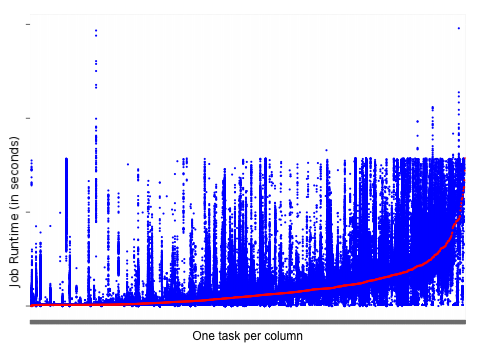 Job Runtime (in seconds)
One task per column